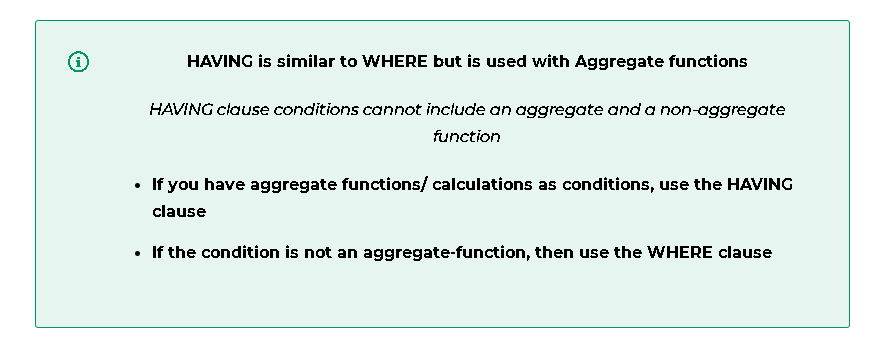 HAVING is similar to WHERE but is used with Aggregate functions
HAVING clause conditions cannot include an aggregate and a non-aggregate
function
• If you have aggregate functions/ calculations as conditions, use the HAVING
clause
• If the condition is not an aggregate-function, then use the WHERE clause